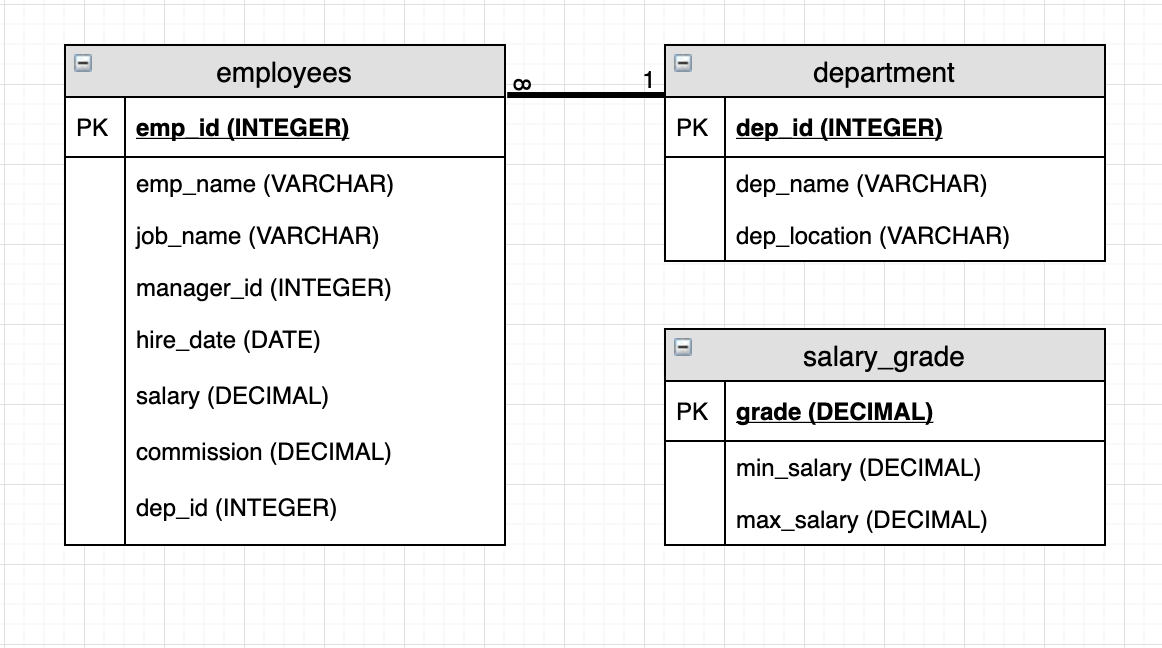 employees
PK emp_id (INTEGER)
emp_name (VARCHAR)
job_name (VARCHAR)
manager_id (INTEGER)
hire_date (DATE)
salary (DECIMAL)
commission (DECIMAL)
dep_id (INTEGER)
∞ 1
department
PK dep_id (INTEGER)
dep_name (VARCHAR)
dep_location (VARCHAR)
salary_grade
PK grade (DECIMAL)
min_salary (DECIMAL)
max_salary (DECIMAL)